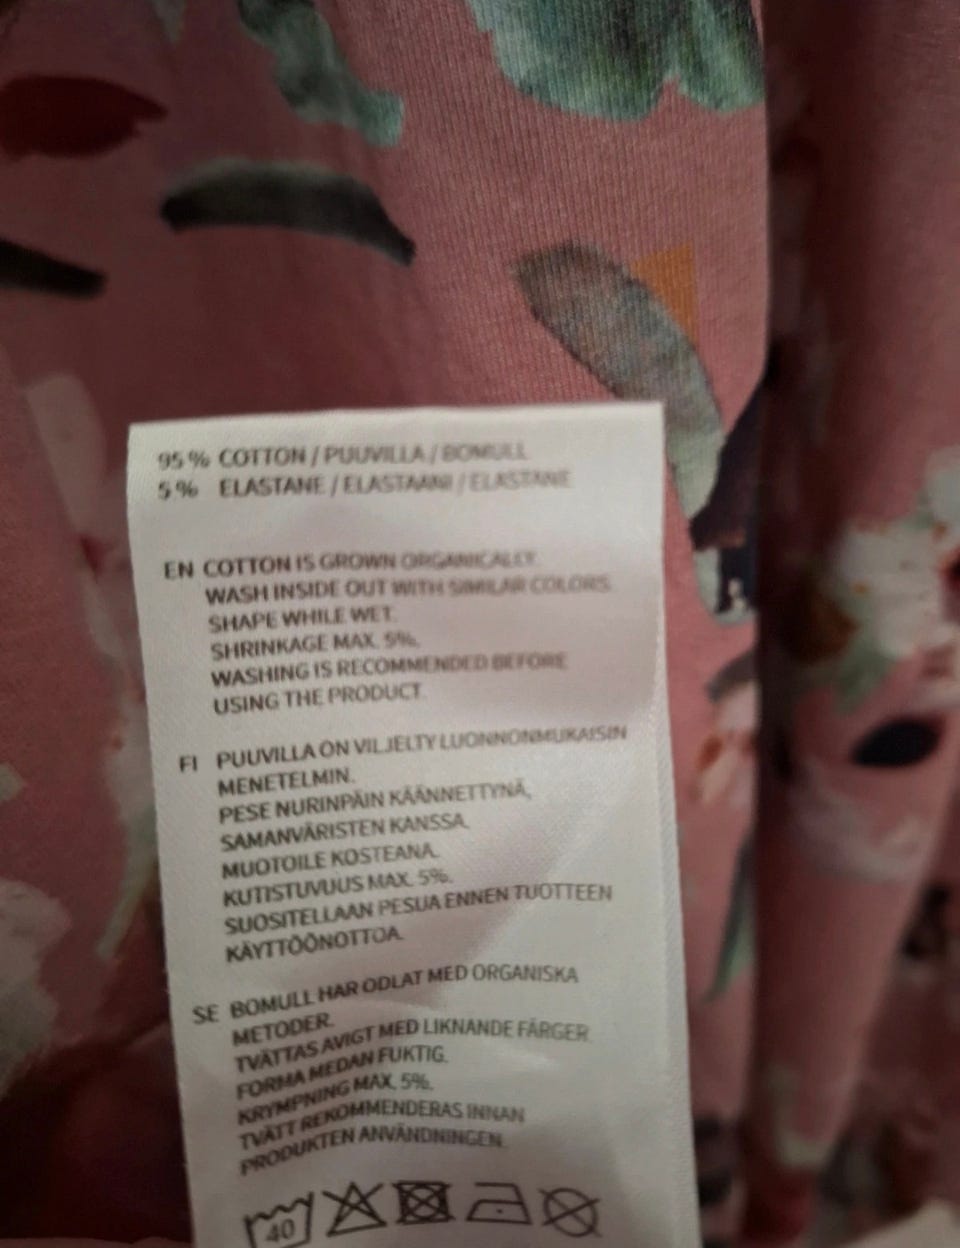 95 % COTTON / PUUVILLA / BOMULL
5 % ELASTANE / ELASTAANI / ELASTANE
EN COTTON IS GROWN ORGANICALLY.
WASH INSIDE OUT WITH SIMILAR COLORS.
SHAPE WHILE WET.
SHRINKAGE MAX. 5%.
WASHING IS RECOMMENDED BEFORE
USING THE PRODUCT.
FI PUUVILLA ON VILJELTY LUONNONMUKAISIN
MENETELMIN.
PESE NURINPÄIN KÄÄNNETTYNÄ,
SAMANVÄRISTEN KANSSA.
MUOTOILE KOSTEANA.
KUTISTUVUUS MAX. 5%.
SUOSITELLAAN PESUA ENNEN TUOTTEEN
KÄYTTÖÖNOTTOA.
SE BOMULL HAR ODLAT MED ORGANISKA
METODER.
TVÄTTAS AVIGT MED LIKNANDE FÄRGER.
FORMA MEDAN FUKTIG.
KRYMPNING MAX. 5%.
TVÄTT REKOMMENDERAS INNAN
PRODUKTEN ANVÄNDNINGEN.
40